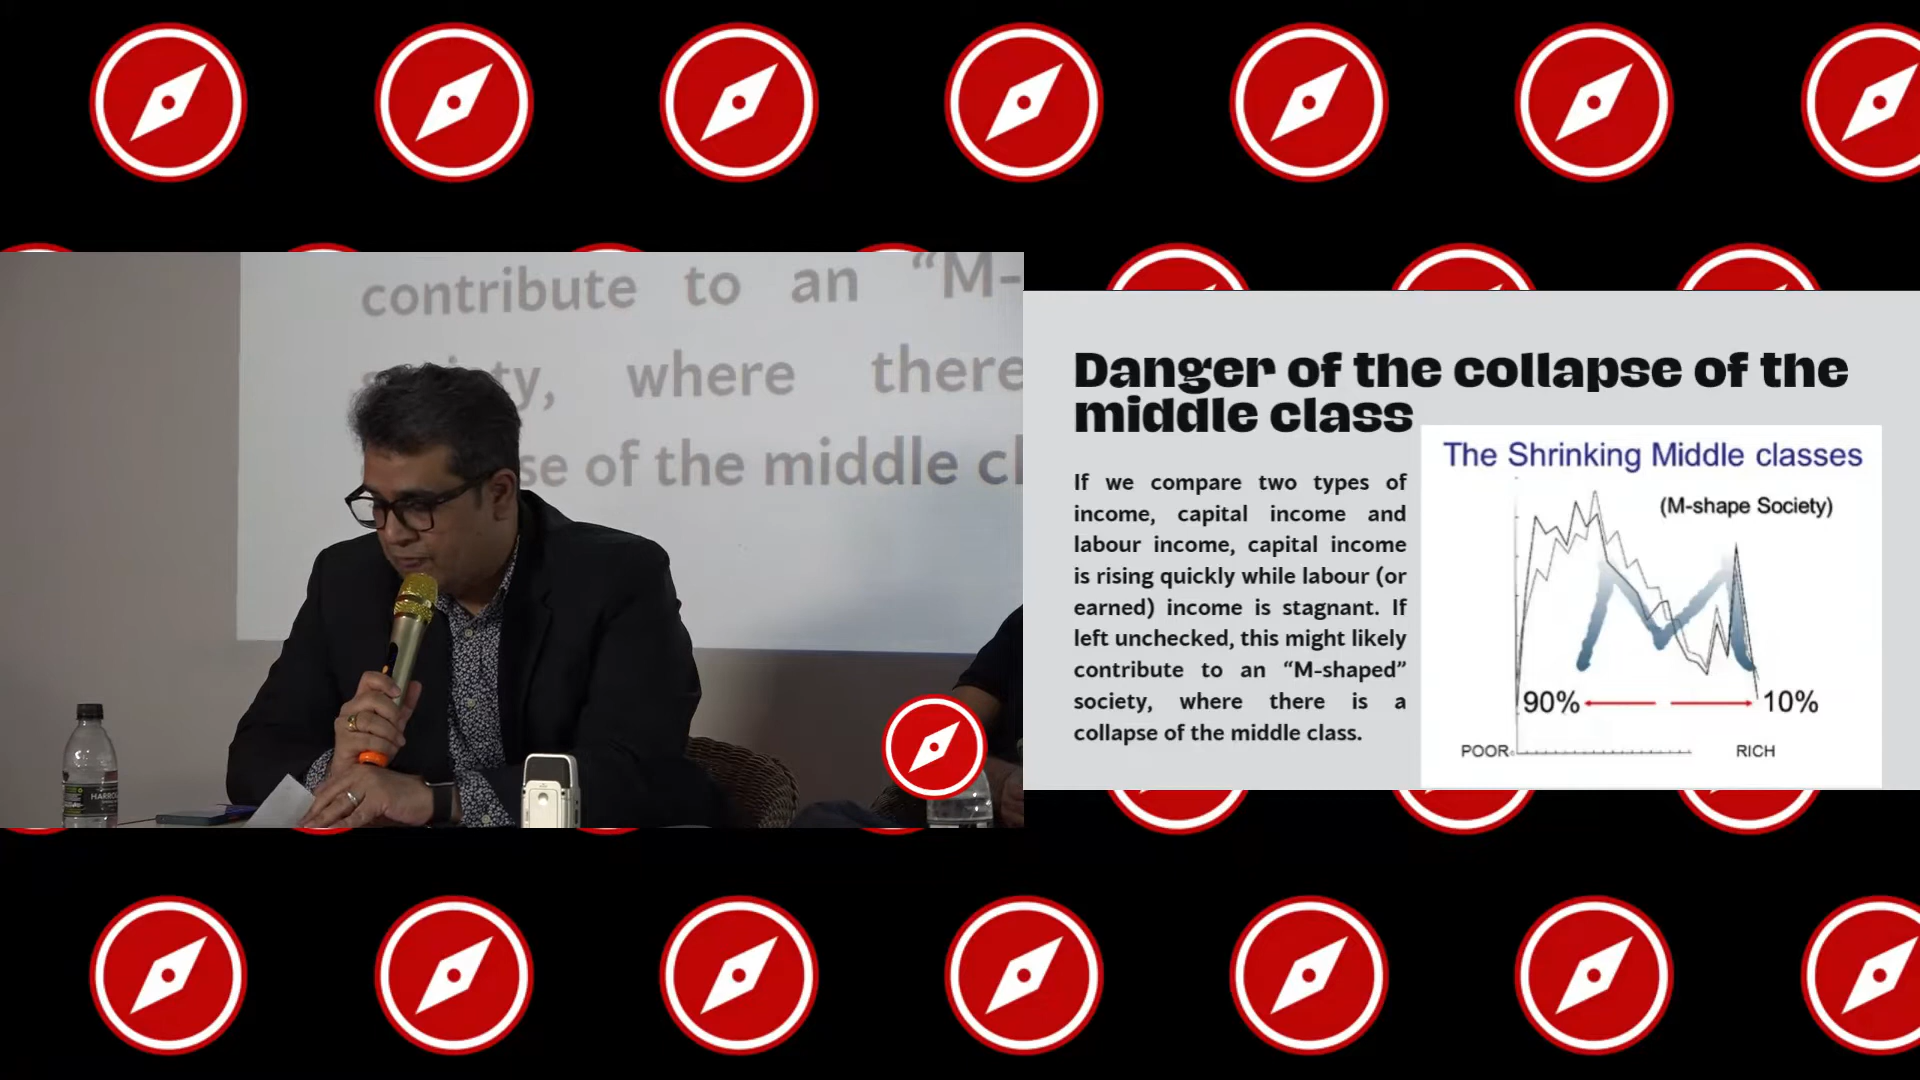 contribute to an “M-
where there
se of the middle cl
HARRO
Danger of the collapse of the
middle class
If we compare two types of
income, capital income and
labour income, capital income
is rising quickly while labour (or
earned) income is stagnant. If
left unchecked, this might likely
contribute to an “M-shaped”
society, where there is a
collapse of the middle class.
The Shrinking Middle classes
(M-shape Society)
90% 10%
POOR RICH